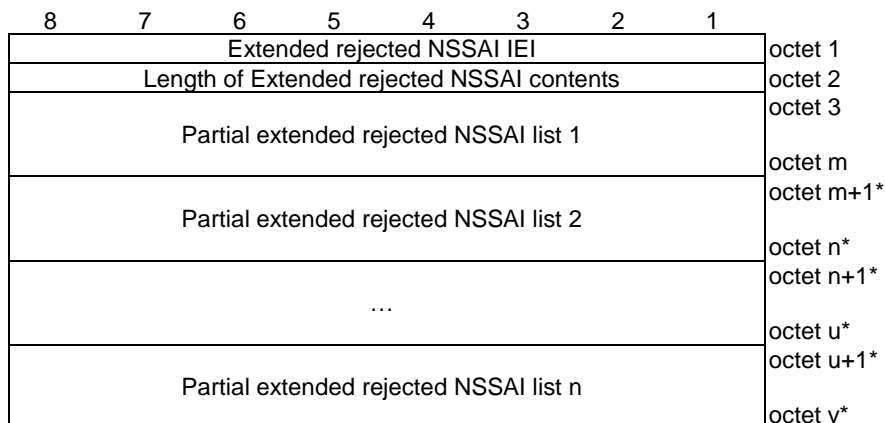 8 7 6 5 4 3 2 1
Extended rejected NSSAI IEI octet 1
Length of Extended rejected NSSAI contents octet 2
octet 3
Partial extended rejected NSSAI list 1
octet m
octet m+1*
Partial extended rejected NSSAI list 2
octet n*
octet n+1*
…
octet u*
octet u+1*
Partial extended rejected NSSAI list n
octet v*